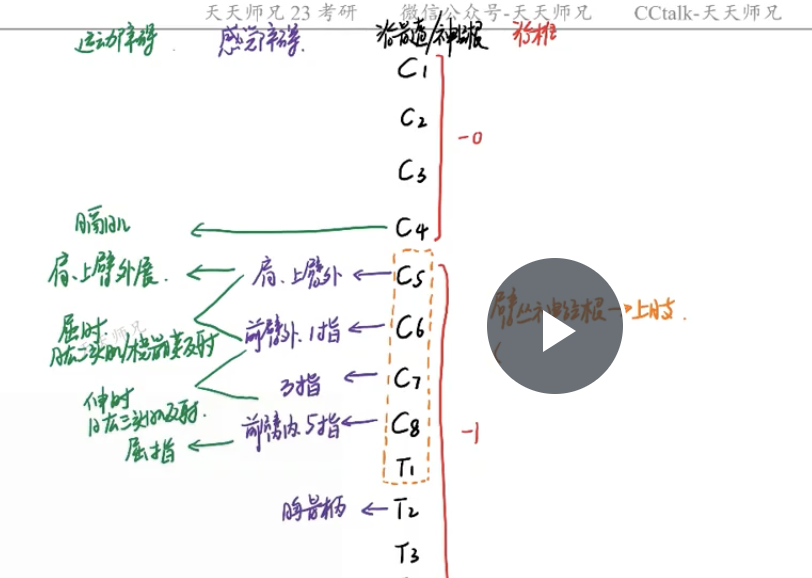 天天师兄 23 考研 微信公众号-天天师兄 CCtalk-天天师兄
运动障碍 感觉障碍 脊髓/神经根
C1
C2
-0
C3
膈肌 C4
肩、上臂外展. 肩、上臂外 C5
臂丛神经根→上肢.
屈肘 前臂外.1指 C6
肱二头肌/桡骨膜反射
3指 C7
伸肘
肱三头肌反射. 前臂内.5指 C8
-1
屈指
T1
胸骨柄 T2
T3